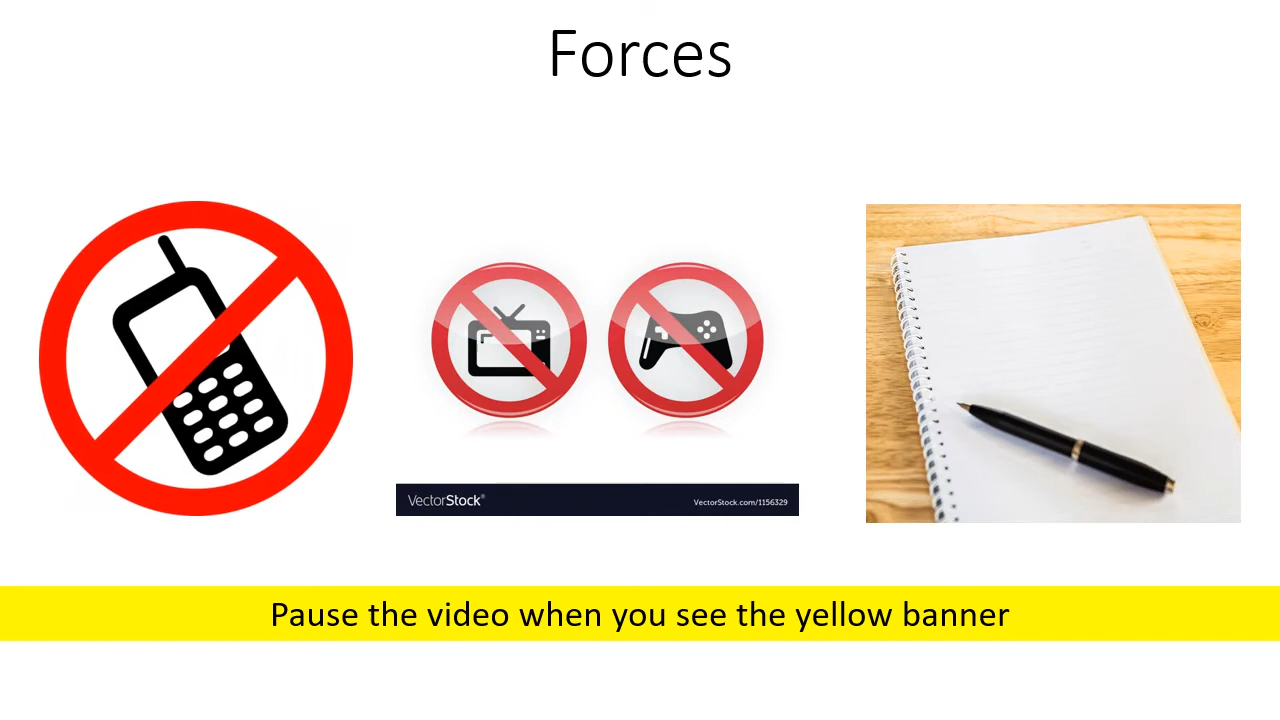 Forces
VectorStock®
VectorStock.com/1156329
Pause the video when you see the yellow banner